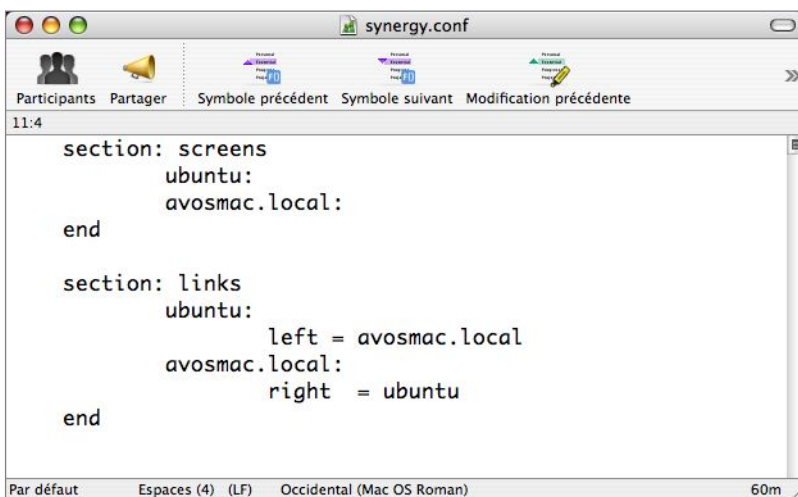 synergy.conf
Participants Partager Symbole précédent Symbole suivant Modification précédente
11:4
section: screens
ubuntu:
avosmac.local:
end
section: links
ubuntu:
left = avosmac.local
avosmac.local:
right = ubuntu
end
Par défaut Espaces (4) (LF) Occidental (Mac OS Roman) 60m